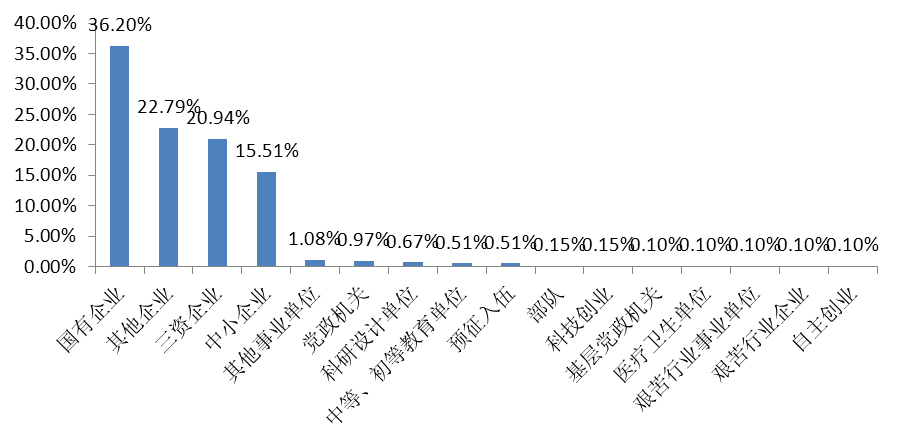 40.00%
35.00%
30.00%
25.00%
20.00%
15.00%
10.00%
5.00%
0.00%
36.20%
22.79%
20.94%
15.51%
1.08%
0.97%
0.67%
0.51%
0.51%
0.15%
0.15%
0.10%
0.10%
0.10%
0.10%
0.10%
国有企业
其他企业
三资企业
中小企业
其他事业单位
党政机关
科研设计单位
中等、初等教育单位
预征入伍
部队
科技创业
基层党政机关
医疗卫生单位
艰苦行业事业单位
艰苦行业企业
自主创业